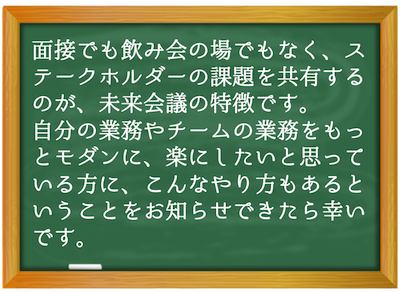 面接でも飲み会の場でもなく、ス
テークホルダーの課題を共有する
のが、未来会議の特徴です。
自分の業務やチームの業務をもっ
とモダンに、楽にしたいと思って
いる方に、こんなやり方もあると
いうことをお知らせできたら幸い
です。